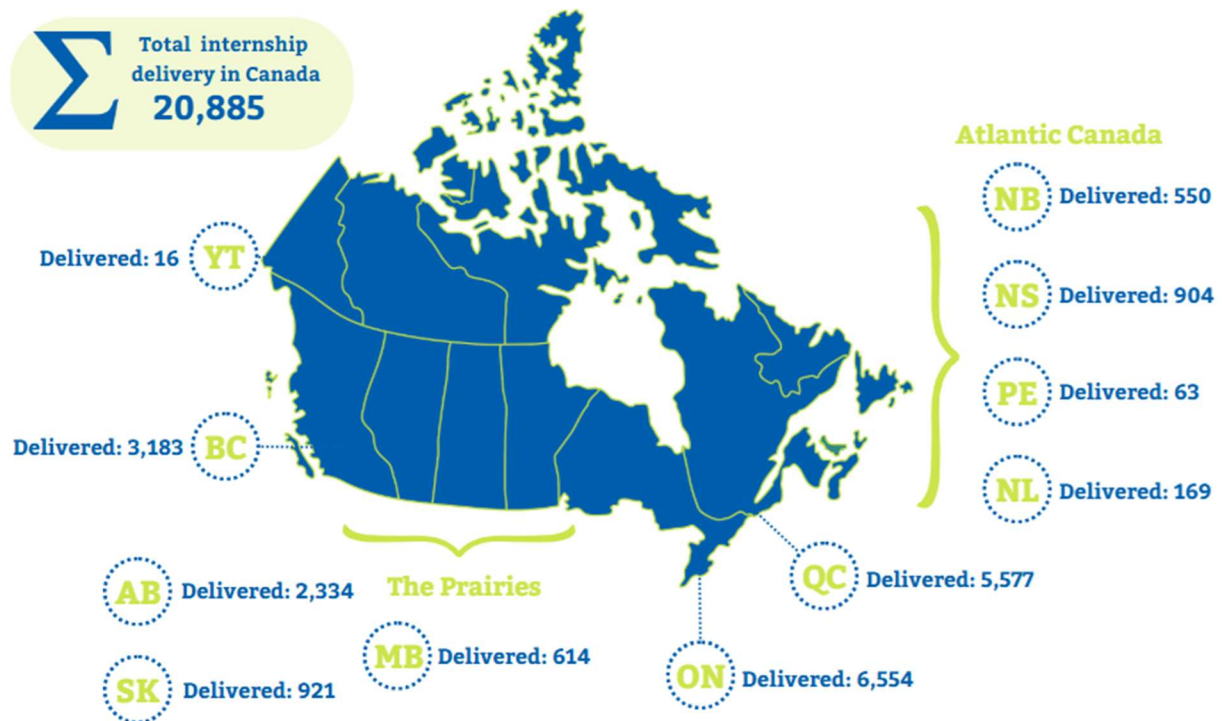 Σ
Total internship
delivery in Canada
20,885
Atlantic Canada
NB Delivered: 550
NS Delivered: 904
PE Delivered: 63
NL Delivered: 169
Delivered: 16 YT
Delivered: 3,183 BC
The Prairies
AB Delivered: 2,334
MB Delivered: 614
SK Delivered: 921
QC Delivered: 5,577
ON Delivered: 6,554